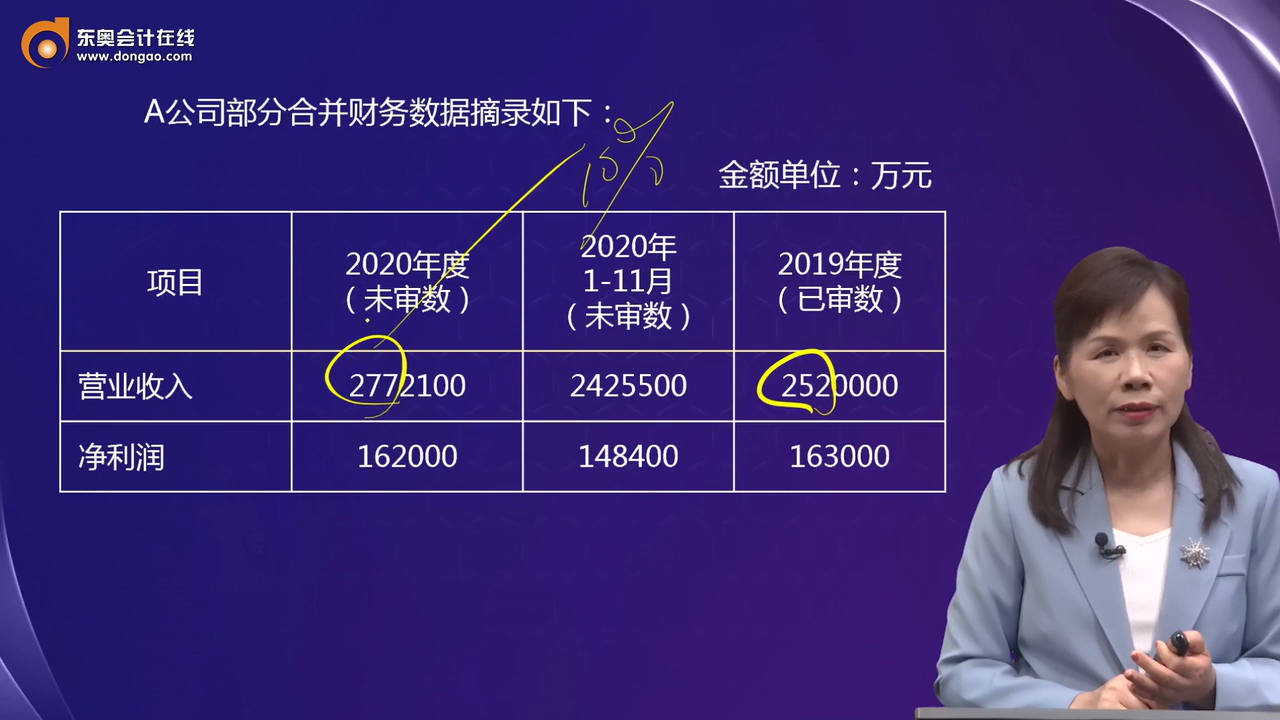 东奥会计在线
www.dongao.com
A公司部分合并财务数据摘录如下：
金额单位：万元
项目
2020年度
（未审数）
2020年
1-11月
（未审数）
2019年度
（已审数）
营业收入
2772100
2425500
2520000
净利润
162000
148400
163000